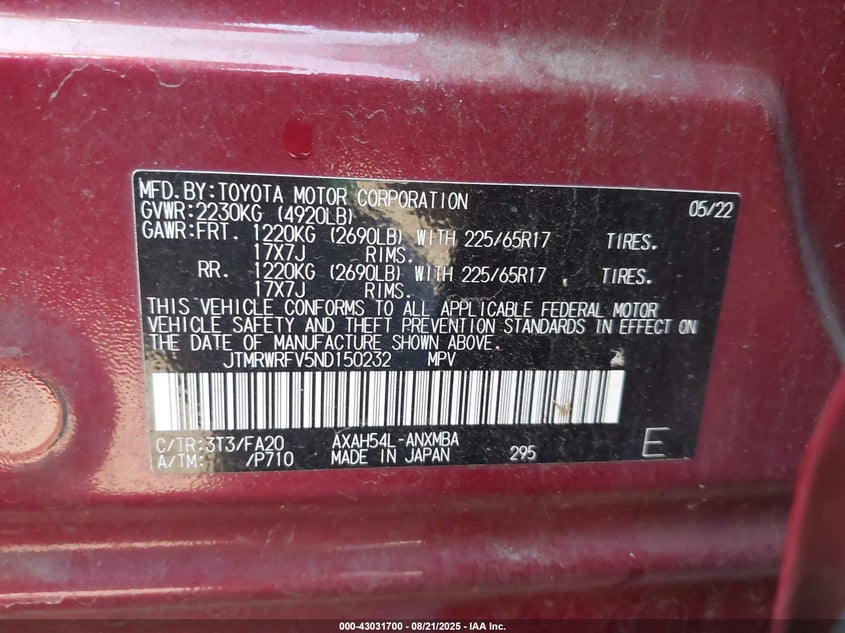 MFD.BY:TOYOTA MOTOR CORPORATION 05/22
GVWR:2230KG (4920LB)
GAWR:FRT. 1220KG (2690LB) WITH 225/65R17 TIRES.
17X7J RIMS.
RR. 1220KG (2690LB) WITH 225/65R17 , TIRES.
17X7J RIMS.
THIS VEHICLE CONFORMS TO ALL APPLICABLE FEDERAL MOTOR
VEHICLE SAFETY AND THEFT PREVENTION STANDARDS IN EFFECT ON
THE DATE OF MANUFACTURE SHOWN ABOVE.
JTMRWRFV5ND150232 MPV
C/TR:3T3/FA20 AXAH54L-ANXMBA
A/TM: /P710 MADE IN JAPAN 295 E
000-43031700 - 08/21/2025 - IAA Inc.